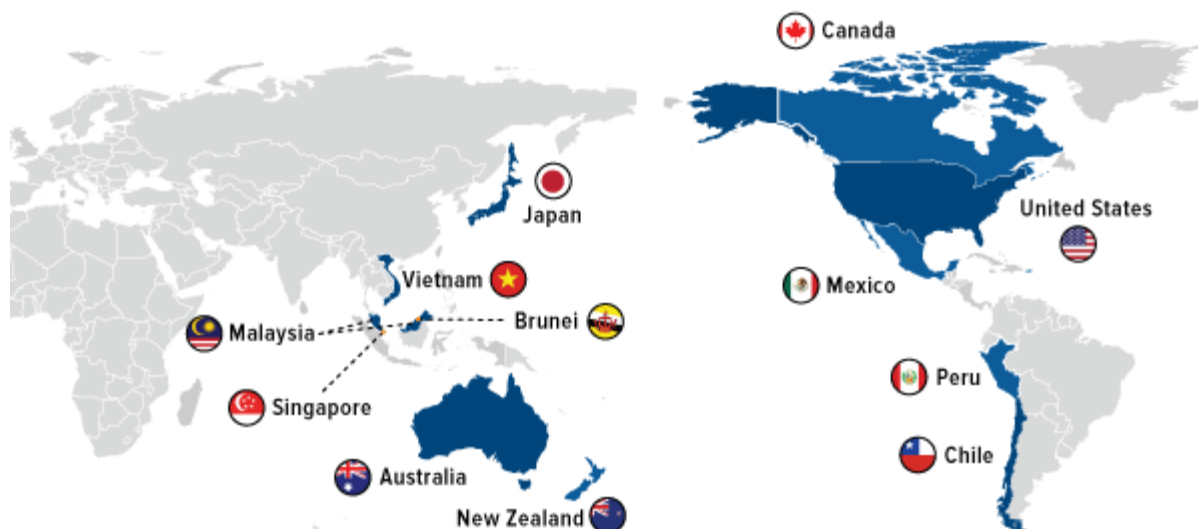 Canada
Japan
United States
Vietnam
Mexico
Malaysia
Brunei
Peru
Singapore
Chile
Australia
New Zealand